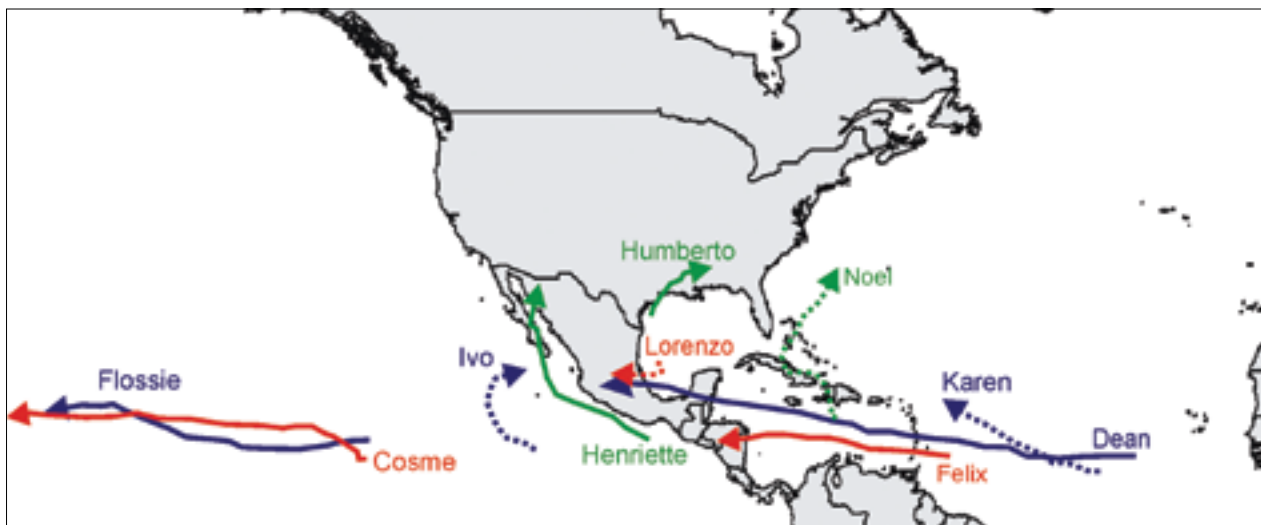 Humberto
Noel
Lorenzo
Ivo
Flossie
Karen
Dean
Henriette
Cosme
Felix